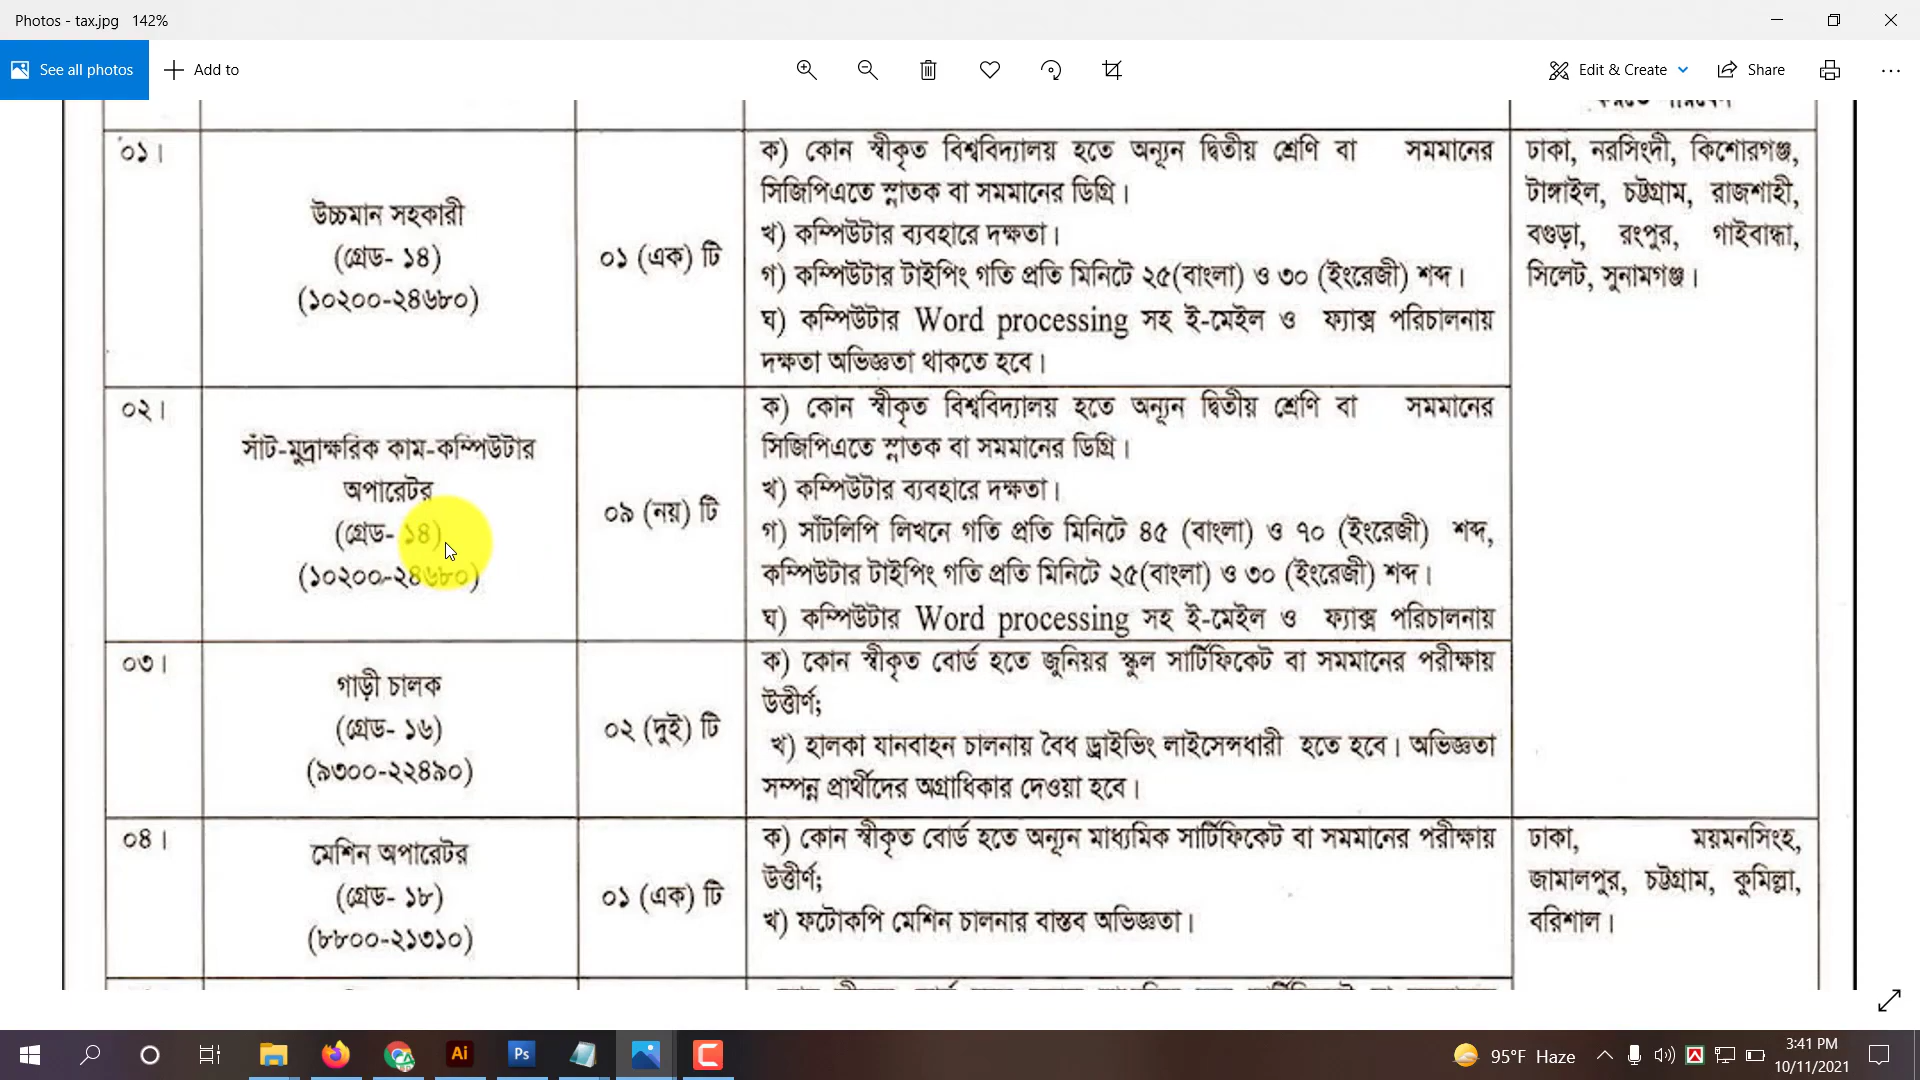 Photos - tax.jpg 142%
See all photos
Add to
Edit & Create
Share
০১।
উচ্চমান সহকারী
(গ্রেড- ১৪)
(১০২০০-২৪৬৮০)
০১ (এক) টি
ক) কোন স্বীকৃত বিশ্ববিদ্যালয় হতে অন্যূন দ্বিতীয় শ্রেণি বা সমমানের
সিজিপিএতে স্নাতক বা সমমানের ডিগ্রি।
খ) কম্পিউটার ব্যবহারে দক্ষতা।
গ) কম্পিউটার টাইপিং গতি প্রতি মিনিটে ২৫(বাংলা) ও ৩০ (ইংরেজী) শব্দ।
ঘ) কম্পিউটার Word processing সহ ই-মেইল ও ফ্যাক্স পরিচালনায়
দক্ষতা অভিজ্ঞতা থাকতে হবে।
ঢাকা, নরসিংদী, কিশোরগঞ্জ,
টাঙ্গাইল, চট্টগ্রাম, রাজশাহী,
বগুড়া, রংপুর, গাইবান্ধা,
সিলেট, সুনামগঞ্জ।
০২।
সাঁট-মুদ্রাক্ষরিক কাম-কম্পিউটার
অপারেটর
(গ্রেড- ১৪)
(১০২০০-২৪৬৮০)
০৯ (নয়) টি
ক) কোন স্বীকৃত বিশ্ববিদ্যালয় হতে অন্যূন দ্বিতীয় শ্রেণি বা সমমানের
সিজিপিএতে স্নাতক বা সমমানের ডিগ্রি।
খ) কম্পিউটার ব্যবহারে দক্ষতা।
গ) সাঁটলিপি লিখনে গতি প্রতি মিনিটে ৪৫ (বাংলা) ও ৭০ (ইংরেজী) শব্দ,
কম্পিউটার টাইপিং গতি প্রতি মিনিটে ২৫(বাংলা) ও ৩০ (ইংরেজী) শব্দ।
ঘ) কম্পিউটার Word processing সহ ই-মেইল ও ফ্যাক্স পরিচালনায়
০৩।
গাড়ী চালক
(গ্রেড- ১৬)
(৯৩০০-২২৪৯০)
০২ (দুই) টি
ক) কোন স্বীকৃত বোর্ড হতে জুনিয়র স্কুল সার্টিফিকেট বা সমমানের পরীক্ষায়
উত্তীর্ণ;
খ) হালকা যানবাহন চালনায় বৈধ ড্রাইভিং লাইসেন্সধারী হতে হবে। অভিজ্ঞতা
সম্পন্ন প্রার্থীদের অগ্রাধিকার দেওয়া হবে।
০৪।
মেশিন অপারেটর
(গ্রেড- ১৮)
(৮৮০০-২১৩১০)
০১ (এক) টি
ক) কোন স্বীকৃত বোর্ড হতে অন্যূন মাধ্যমিক সার্টিফিকেট বা সমমানের পরীক্ষায়
উত্তীর্ণ;
খ) ফটোকপি মেশিন চালনার বাস্তব অভিজ্ঞতা।
ঢাকা, ময়মনসিংহ,
জামালপুর, চট্টগ্রাম, কুমিল্লা,
বরিশাল।
Ai
Ps
95°F Haze
3:41 PM
10/11/2021